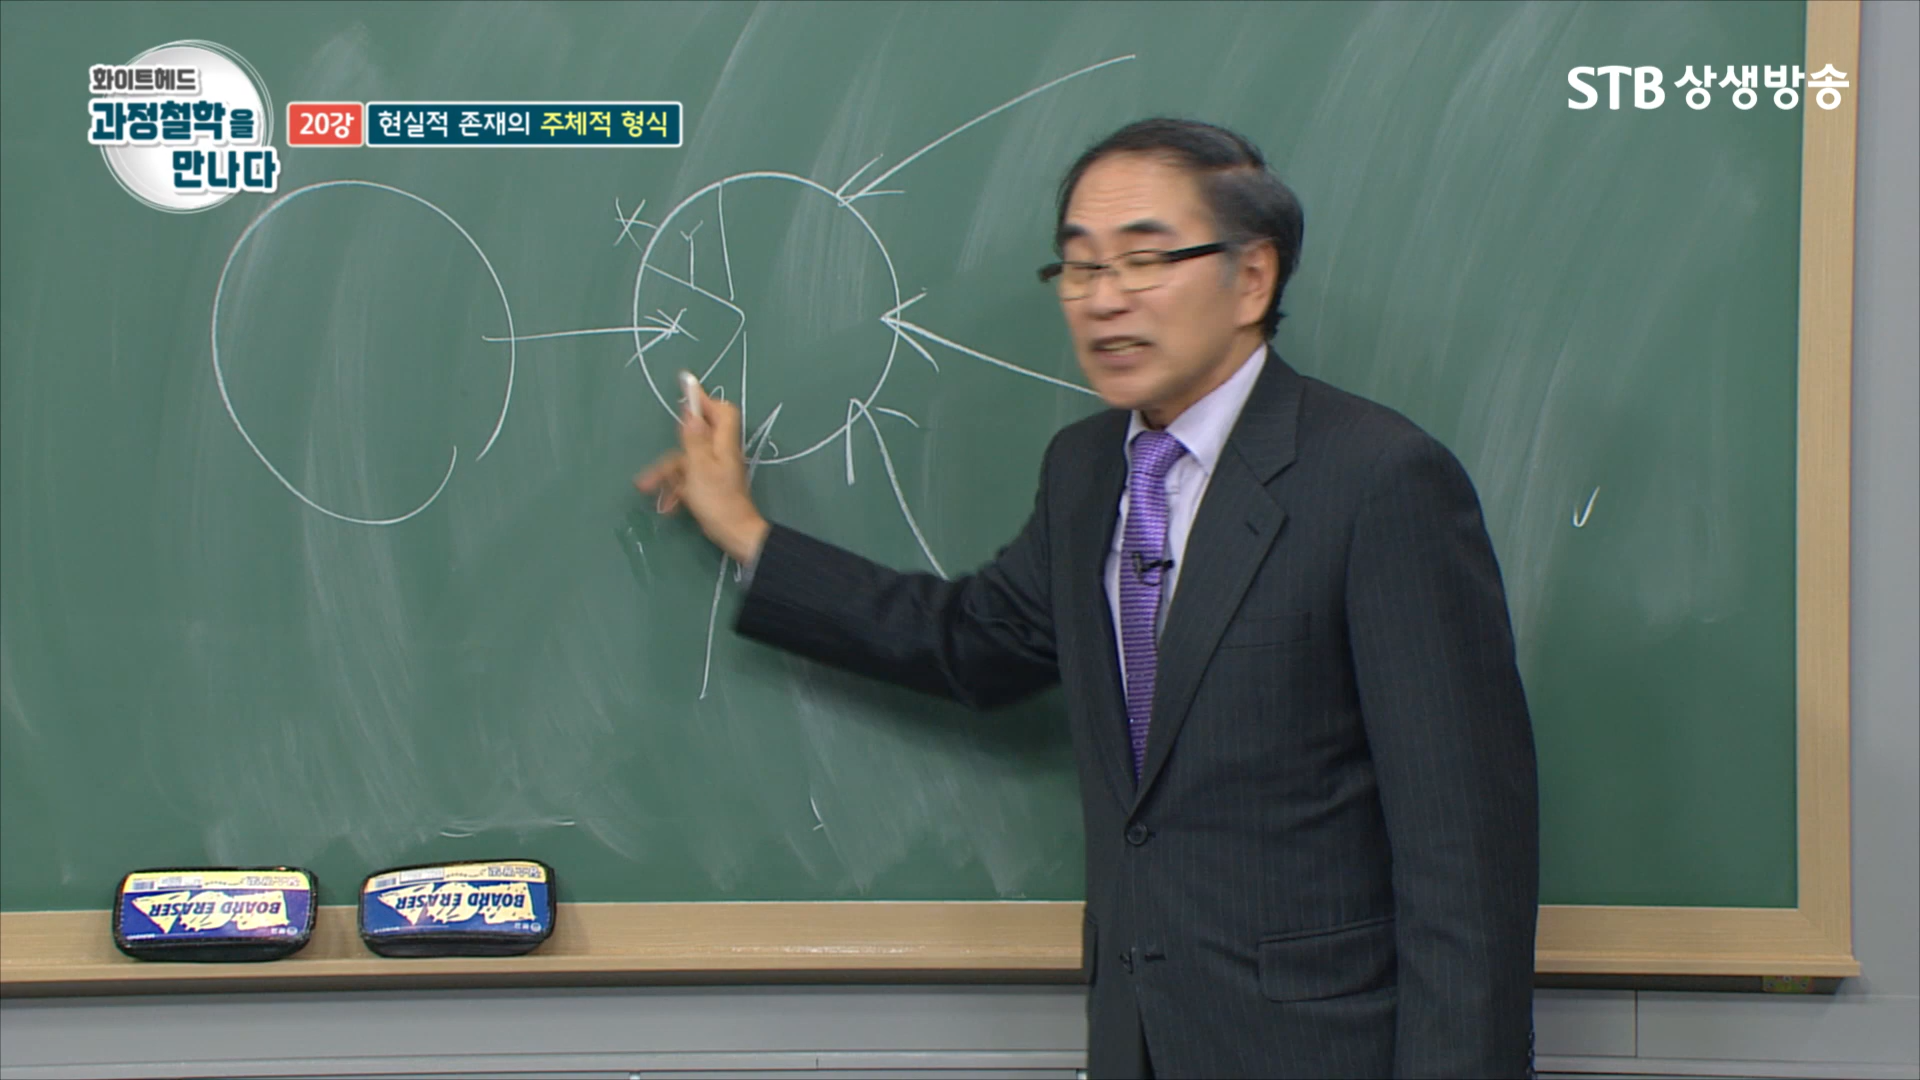 화이트헤드
과정철학을
만나다
20강 현실적 존재의 주체적 형식
STB 상생방송
X
Y
X
BOARD ERASER
BOARD ERASER